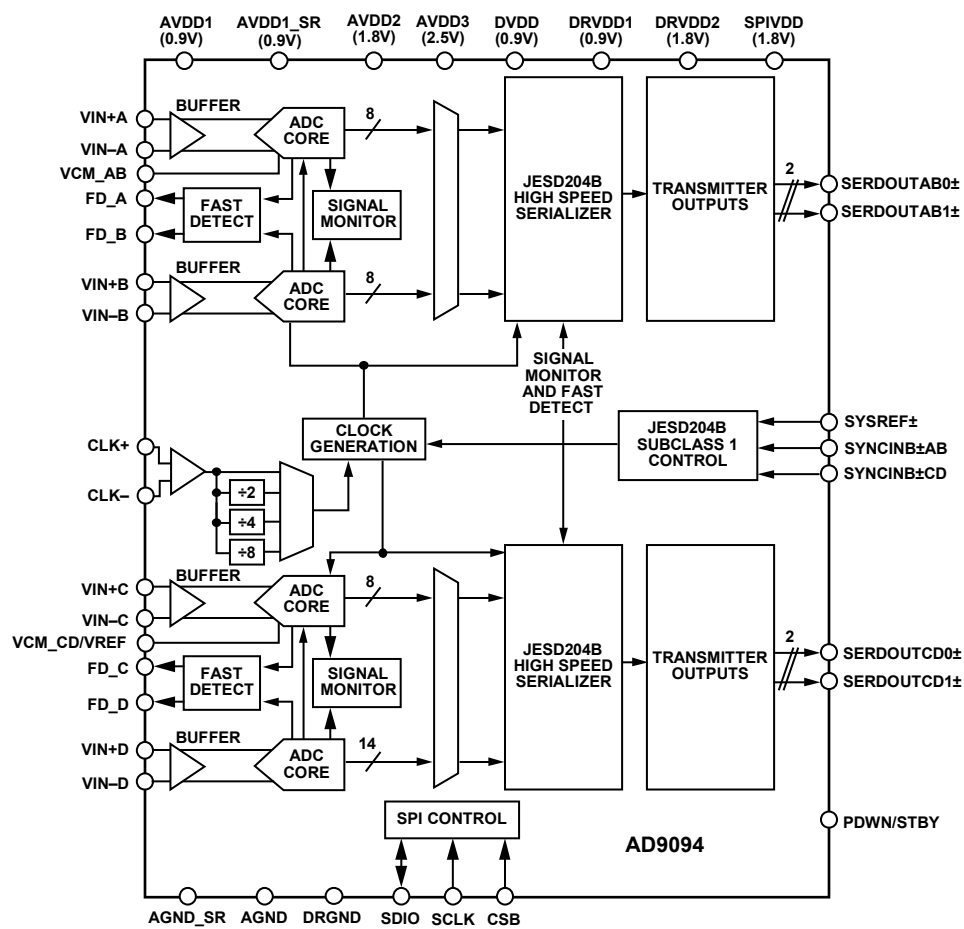 AVDD1
(0.9V)
AVDD1_SR
(0.9V)
AVDD2
(1.8V)
AVDD3
(2.5V)
DVDD
(0.9V)
DRVDD1
(0.9V)
DRVDD2
(1.8V)
SPIVDD
(1.8V)
VIN+A
VIN–A
VCM_AB
FD_A
FD_B
VIN+B
VIN–B
BUFFER
ADC
CORE
8
FAST
DETECT
SIGNAL
MONITOR
BUFFER
ADC
CORE
8
JESD204B
HIGH SPEED
SERIALIZER
TRANSMITTER
OUTPUTS
2
SERDOUTAB0±
SERDOUTAB1±
SIGNAL
MONITOR
AND FAST
DETECT
CLK+
CLK–
÷2
÷4
÷8
CLOCK
GENERATION
JESD204B
SUBCLASS 1
CONTROL
SYSREF±
SYNCINB±AB
SYNCINB±CD
VIN+C
VIN–C
VCM_CD/VREF
FD_C
FD_D
VIN+D
VIN–D
BUFFER
ADC
CORE
8
FAST
DETECT
SIGNAL
MONITOR
BUFFER
ADC
CORE
14
JESD204B
HIGH SPEED
SERIALIZER
TRANSMITTER
OUTPUTS
2
SERDOUTCD0±
SERDOUTCD1±
SPI CONTROL
AD9094
PDWN/STBY
AGND_SR
AGND
DRGND
SDIO
SCLK
CSB